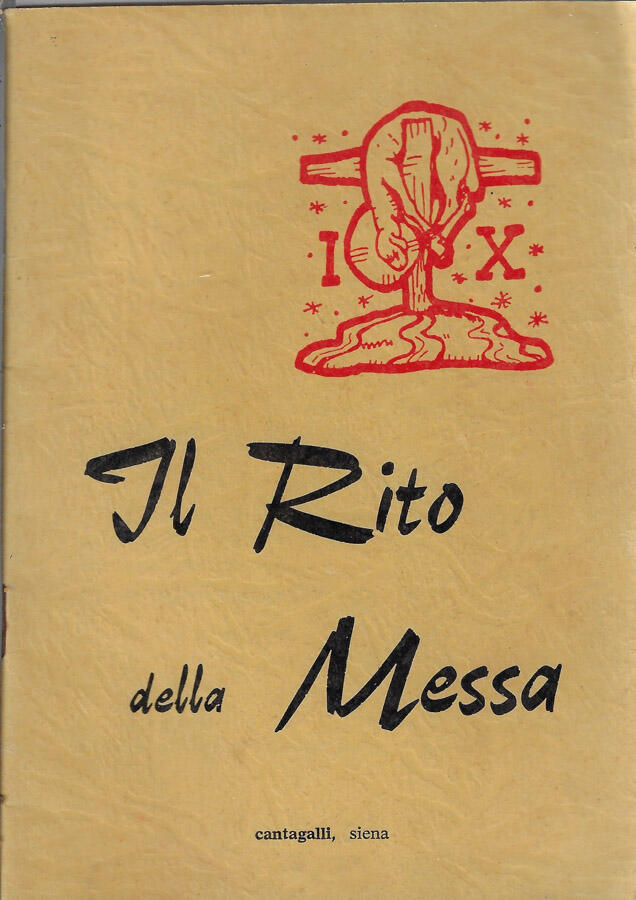 I X
Il Rito
della Messa
cantagalli, siena